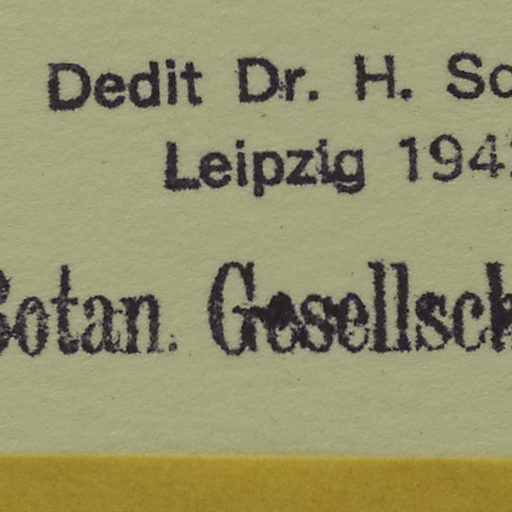 Dedit Dr. H.
Leipzig
Botan. Gesellsch